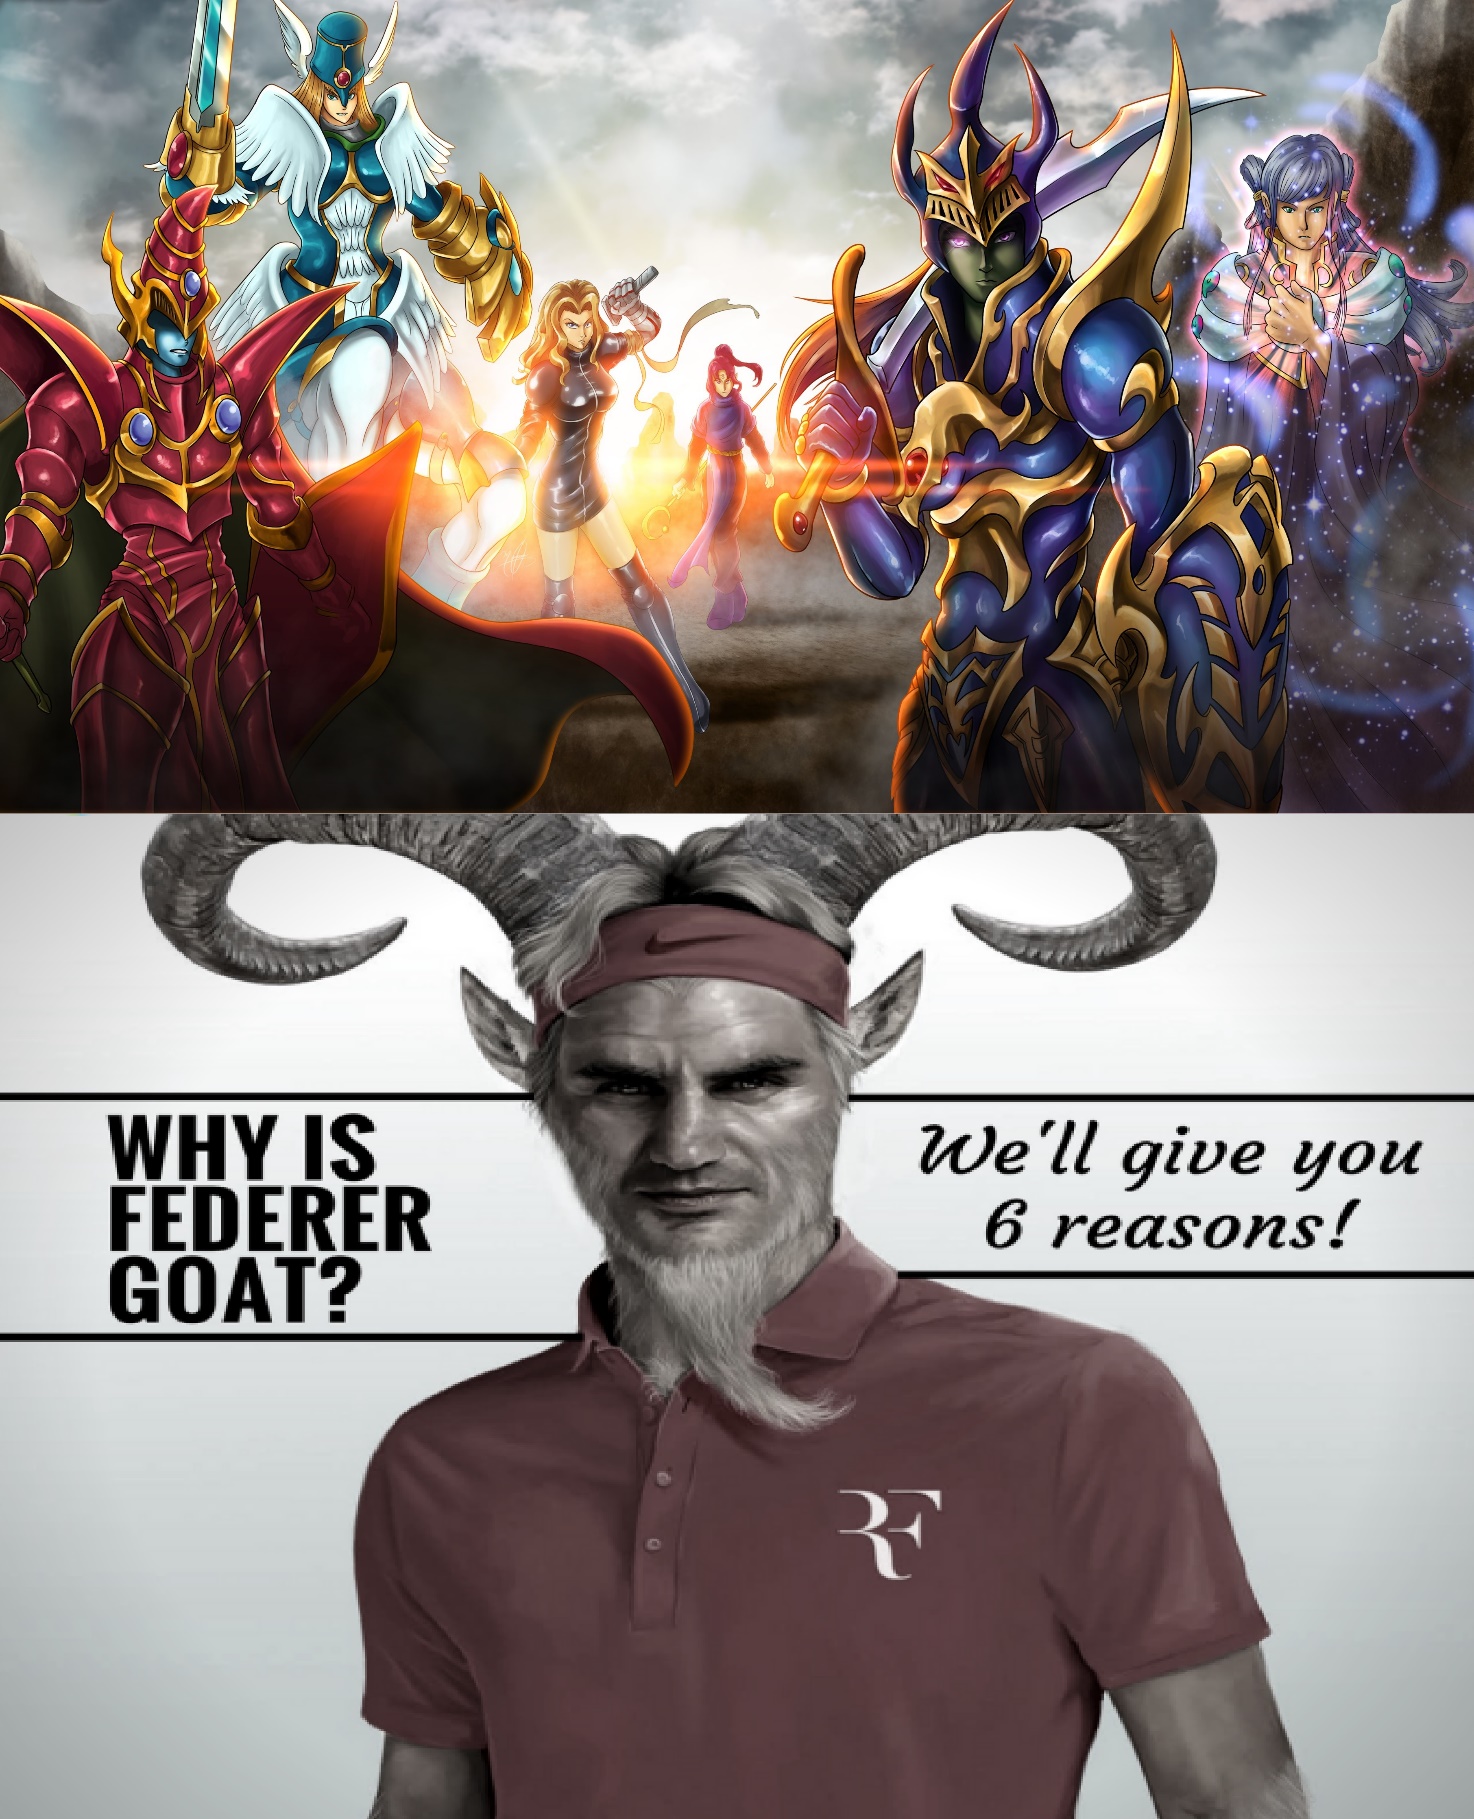 WHY IS
FEDERER
GOAT?
We'll give you
6 reasons!
RF